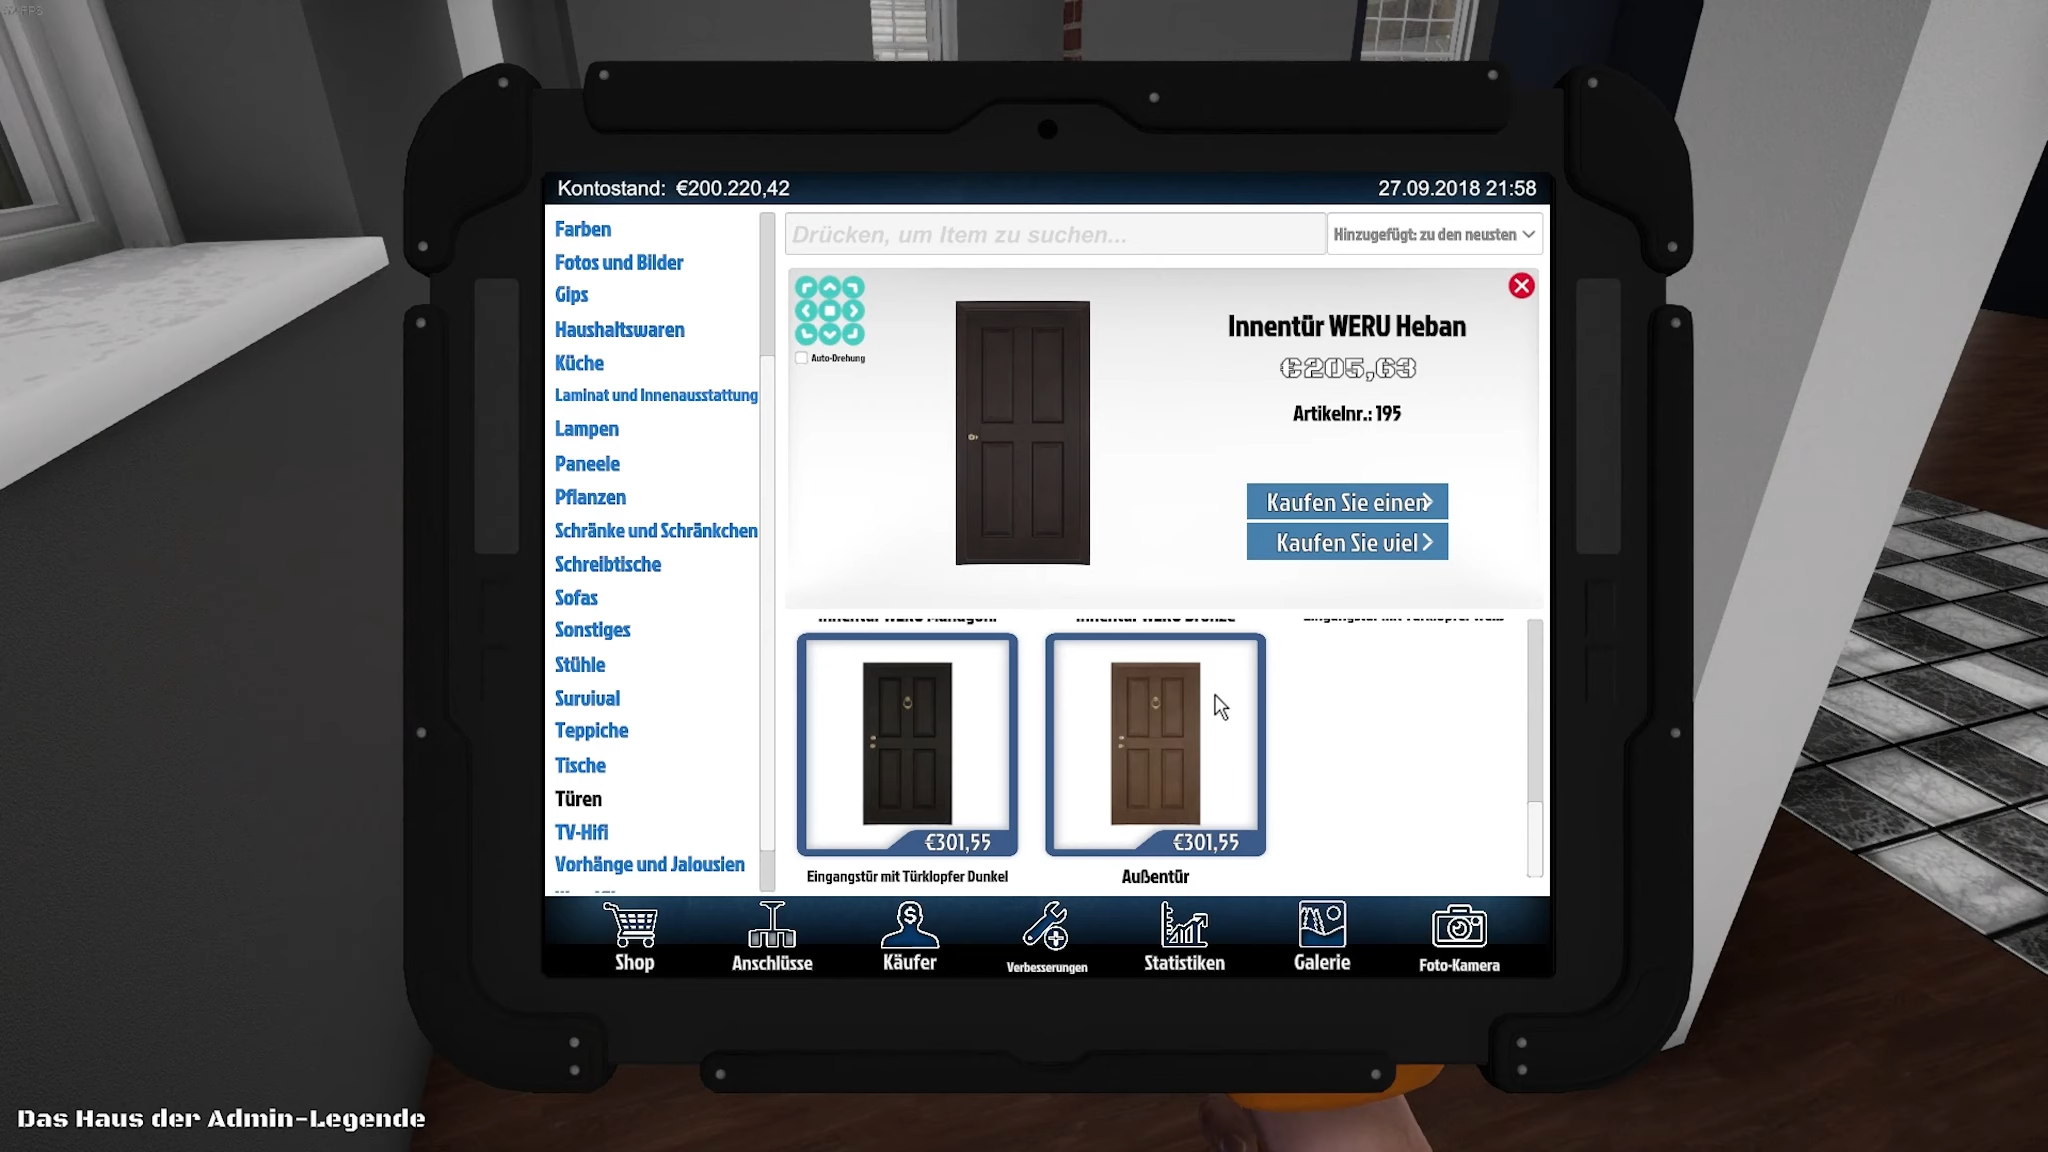 Kontostand: €200.220,42
27.09.2018 21:58
Farben
Fotos und Bilder
Gips
Haushaltswaren
Küche
Laminat und Innenausstattung
Lampen
Paneele
Pflanzen
Schränke und Schränkchen
Schreibtische
Sofas
Sonstiges
Stühle
Survival
Teppiche
Tische
Türen
TV-Hifi
Vorhänge und Jalousien
Drücken, um Item zu suchen...
Hinzugefügt: zu den neusten
Auto-Drehung
Innentür WERU Heban
€205,63
Artikelnr.: 195
Kaufen Sie einen
Kaufen Sie viel
€301,55
€301,55
Eingangstür mit Türklopfer Dunkel
Außentür
Shop
Anschlüsse
Käufer
Verbesserungen
Statistiken
Galerie
Foto-Kamera
Das Haus der Admin-Legende